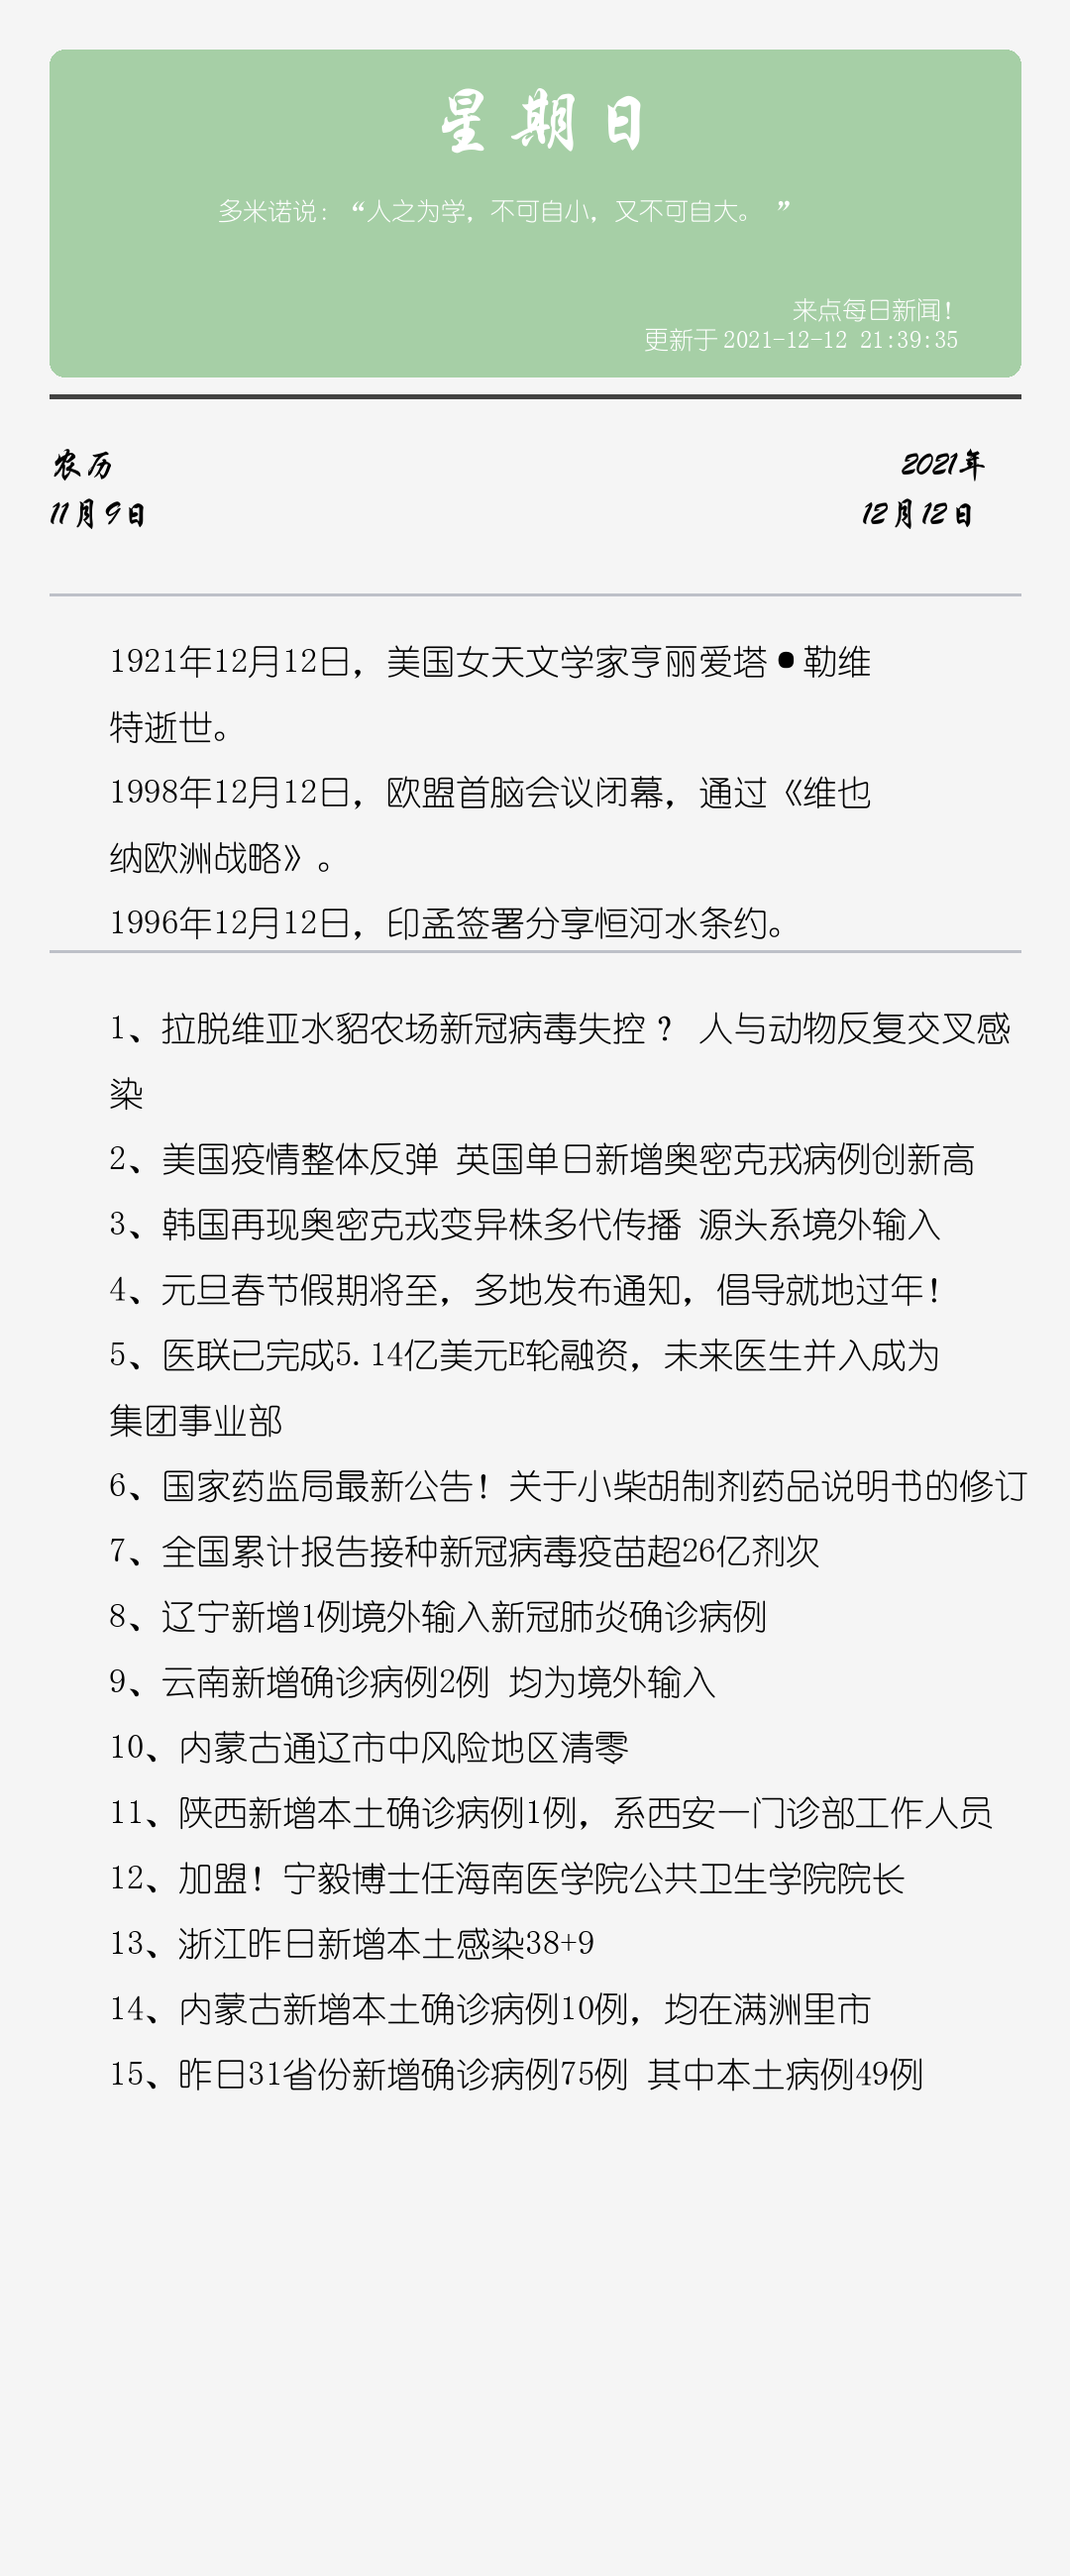 星期日
多米诺说：“人之为学，不可自小，又不可自大。 ”
来点每日新闻！
更新于 2021-12-12 21:39:35
农历
2021年
11月9日
12月12日
1921年12月12日，美国女天文学家亨丽爱塔•勒维
特逝世。
1998年12月12日，欧盟首脑会议闭幕，通过《维也
纳欧洲战略》。
1996年12月12日，印孟签署分享恒河水条约。
1、拉脱维亚水貂农场新冠病毒失控？ 人与动物反复交叉感
染
2、美国疫情整体反弹 英国单日新增奥密克戎病例创新高
3、韩国再现奥密克戎变异株多代传播 源头系境外输入
4、元旦春节假期将至，多地发布通知，倡导就地过年！
5、医联已完成5.14亿美元E轮融资，未来医生并入成为
集团事业部
6、国家药监局最新公告！关于小柴胡制剂药品说明书的修订
7、全国累计报告接种新冠病毒疫苗超26亿剂次
8、辽宁新增1例境外输入新冠肺炎确诊病例
9、云南新增确诊病例2例 均为境外输入
10、内蒙古通辽市中风险地区清零
11、陕西新增本土确诊病例1例，系西安一门诊部工作人员
12、加盟！宁毅博士任海南医学院公共卫生学院院长
13、浙江昨日新增本土感染38+9
14、内蒙古新增本土确诊病例10例，均在满洲里市
15、昨日31省份新增确诊病例75例 其中本土病例49例